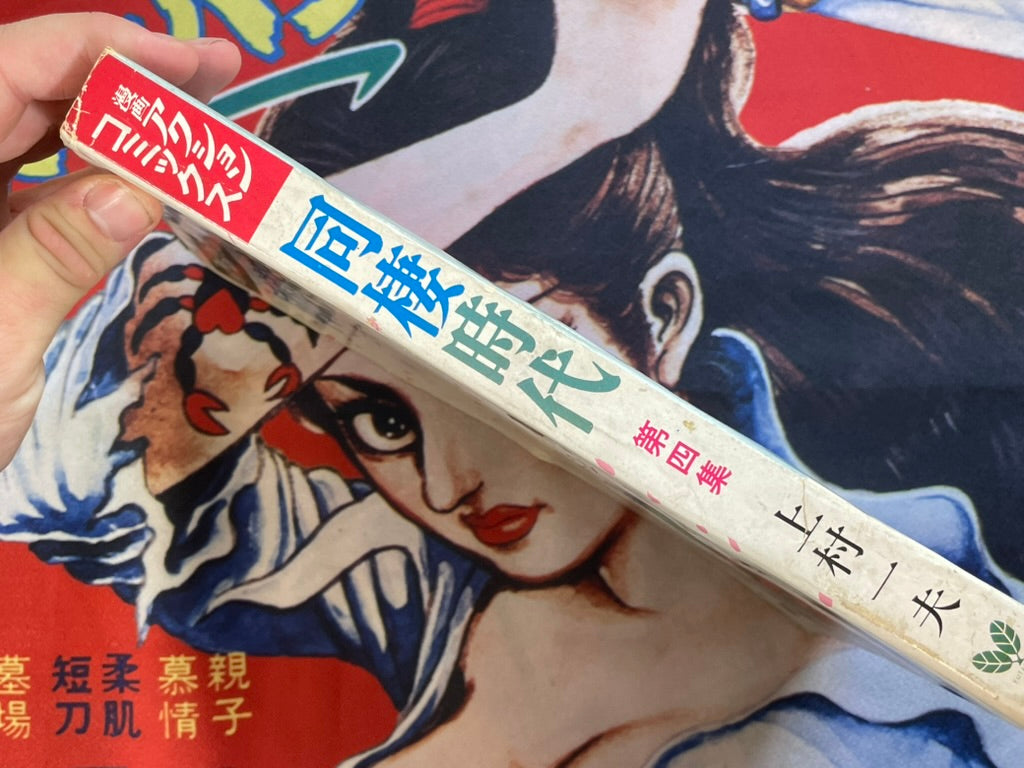 漫画アクション
コミックス
同棲時代
第四集
上村一夫
親子
慕情
柔肌
短刀
墓場